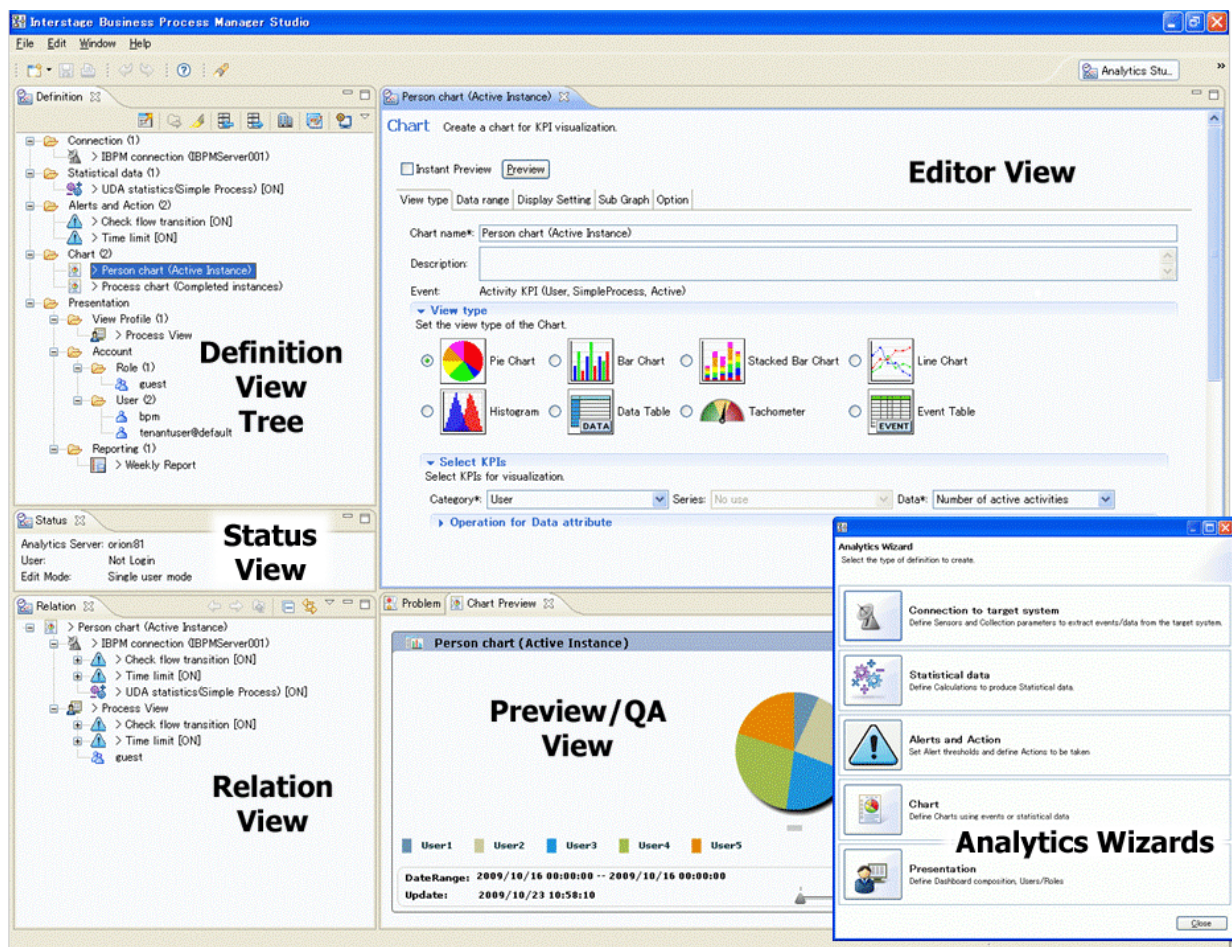 Interstage Business Process Manager Studio
File Edit Window Help
Analytics Stu...
Definition
Connection (1)
> IBPM connection (IBPMServer001)
Statistical data (1)
> UDA statistics(Simple Process) [ON]
Alerts and Action (2)
> Check flow transition [ON]
> Time limit [ON]
Chart (2)
> Person chart (Active Instance)
> Process chart (Completed instances)
Presentation
View Profile (1)
> Process View
Account
Role (1)
guest
User (2)
bpm
tenantuser@default
Reporting (1)
> Weekly Report
Definition
View
Tree
Person chart (Active Instance)
Chart Create a chart for KPI visualization.
Instant Preview Preview
Editor View
View type Data range Display Setting Sub Graph Option
Chart name*: Person chart (Active Instance)
Description:
Event: Activity KPI (User, SimpleProcess, Active)
View type
Set the view type of the Chart.
Pie Chart Bar Chart Stacked Bar Chart Line Chart
Histogram Data Table Tachometer Event Table
DATA EVENT
Select KPIs
Select KPIs for visualization.
Category*: User Series: No use Data*: Number of active activities
Operation for Data attribute
Status
Analytics Server: orion81
User: Not Login
Edit Mode: Single user mode
Status
View
Relation
> Person chart (Active Instance)
> IBPM connection (IBPMServer001)
> Check flow transition [ON]
> Time limit [ON]
> UDA statistics(Simple Process) [ON]
> Process View
> Check flow transition [ON]
> Time limit [ON]
guest
Relation
View
Problem Chart Preview
Person chart (Active Instance)
Preview/QA
View
User1 User2 User3 User4 User5
DateRange: 2009/10/16 00:00:00 -- 2009/10/16 00:00:00
Update: 2009/10/23 10:58:10
Analytics Wizard
Select the type of definition to create.
Connection to target system
Define Sensors and Collection parameters to extract events/data from the target system.
Statistical data
Define Calculations to produce Statistical data.
Alerts and Action
Set Alert thresholds and define Actions to be taken
Chart
Define Charts using events or statistical data
Analytics Wizards
Presentation
Define Dashboard composition, Users/Roles
Close